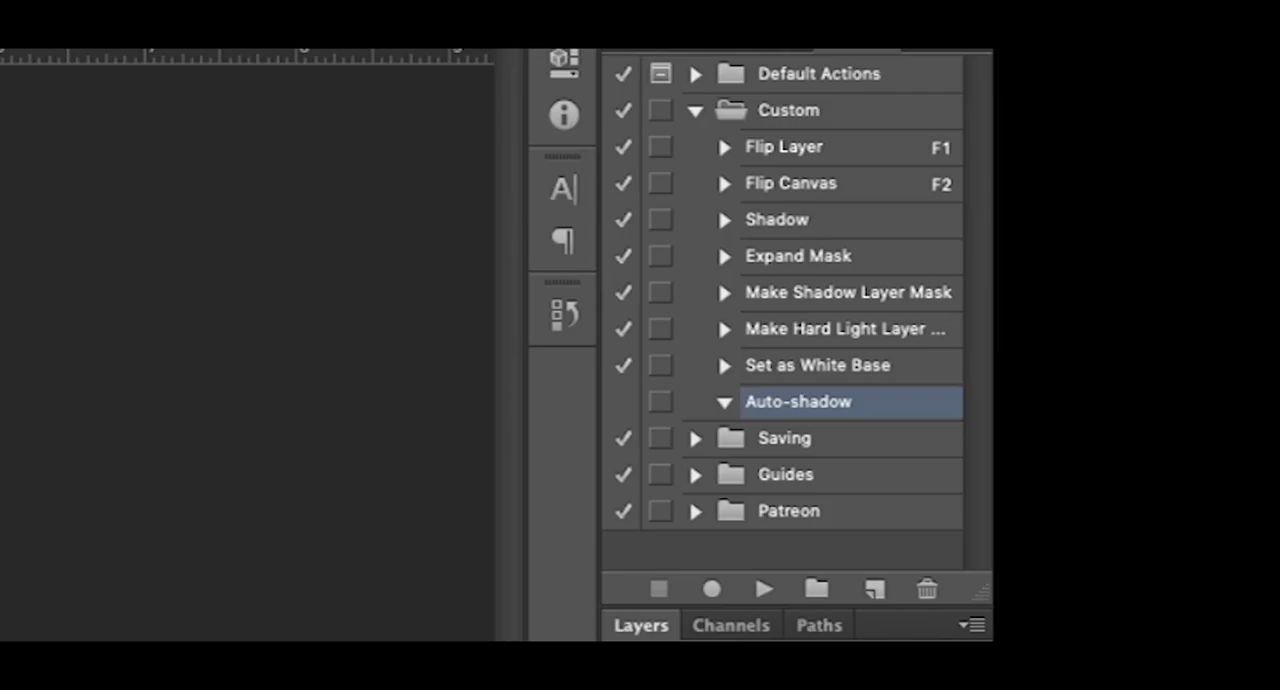 Default Actions
Custom
Flip Layer F1
Flip Canvas F2
Shadow
Expand Mask
Make Shadow Layer Mask
Make Hard Light Layer ...
Set as White Base
Auto-shadow
Saving
Guides
Patreon
Layers Channels Paths